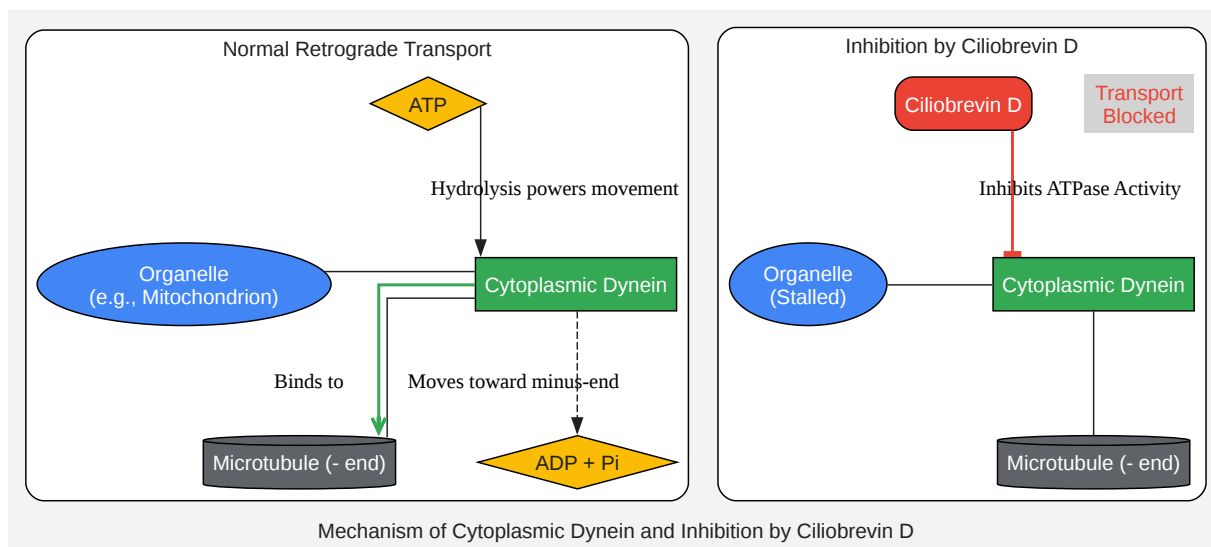 Normal Retrograde Transport
ATP
Hydrolysis powers movement
Organelle
(e.g., Mitochondrion)
Cytoplasmic Dynein
Binds to
Moves toward minus-end
Microtubule (- end)
ADP + Pi
Inhibition by Ciliobrevin D
Ciliobrevin D
Transport
Blocked
Inhibits ATPase Activity
Organelle
(Stalled)
Cytoplasmic Dynein
Microtubule (- end)
Mechanism of Cytoplasmic Dynein and Inhibition by Ciliobrevin D